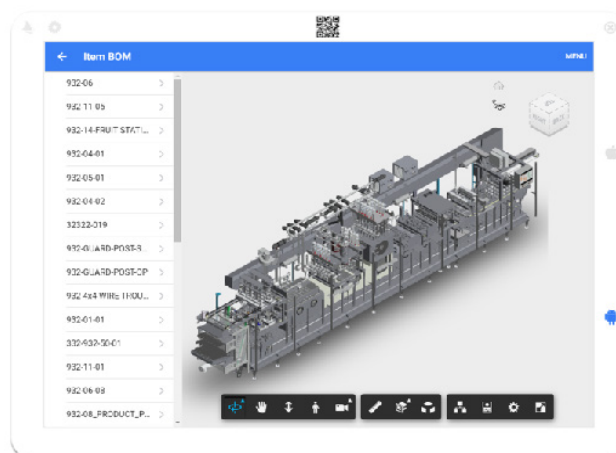 Item BOM
MENU
932-06
932-11-05
932-14-FRUIT STATI...
932-04-01
932-05-01
932-04-02
32322-019
932-GUARD-POST-S...
932-GUARD-POST-CP
932-4x4 WIRE TROU...
932-01-01
332-932-50-01
932-11-01
932-06-03
932-08_PRODUCT_P...